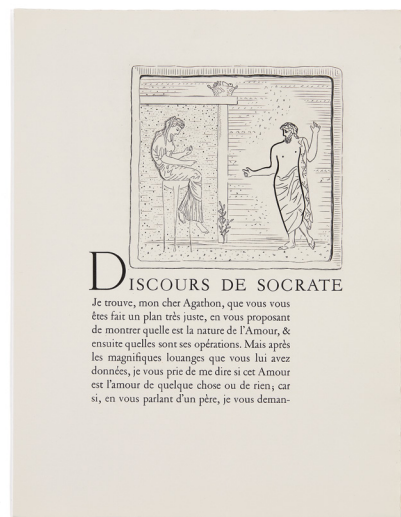 DISCOURS DE SOCRATE
Je trouve, mon cher Agathon, que vous vous
êtes fait un plan très juste, en vous proposant
de montrer quelle est la nature de l'Amour, &
ensuite quelles sont ses opérations. Mais après
les magnifiques louanges que vous lui avez
données, je vous prie de me dire si cet Amour
est l'amour de quelque chose ou de rien; car
si, en vous parlant d'un père, je vous deman-